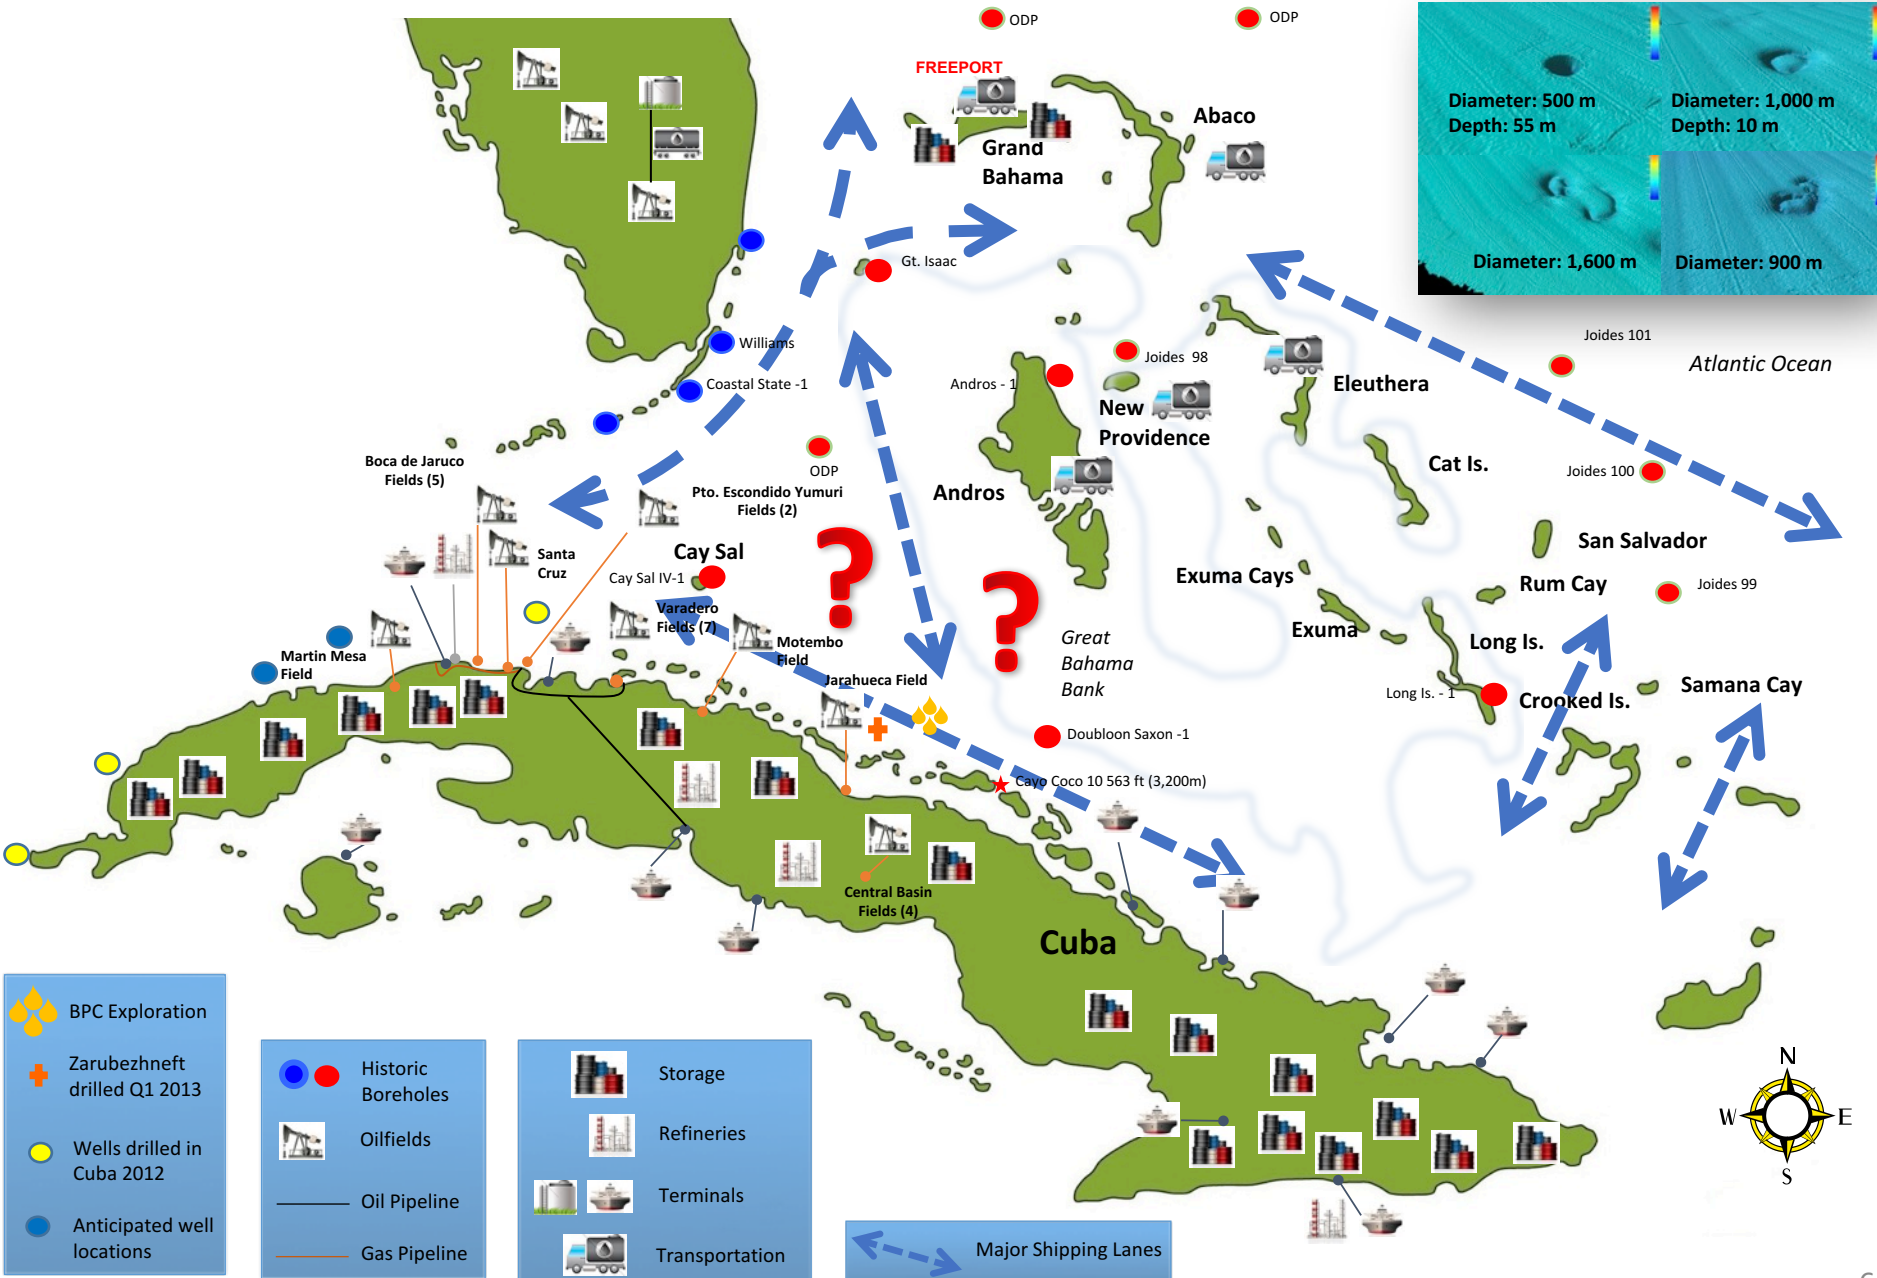 ODP
ODP
FREEPORT
Abaco
Grand
Bahama
Diameter: 500 m
Depth: 55 m
Diameter: 1,000 m
Depth: 10 m
Diameter: 1,600 m
Diameter: 900 m
Gt. Isaac
Williams
Coastal State -1
Joides 101
Atlantic Ocean
Joides  98
Andros - 1
New
Providence
Eleuthera
Boca de Jaruco
Fields (5)
ODP
Cat Is.
Joides 100
Pto. Escondido Yumuri
Fields (2)
Andros
Santa
Cruz
Cay Sal
Cay Sal IV-1
San Salvador
Exuma Cays
Rum Cay
Joides 99
?
?
Varadero
Fields (7)
Motembo
Field
Great
Bahama
Bank
Exuma
Long Is.
Martin Mesa
Field
Jarahueca Field
Long Is. - 1
Crooked Is.
Samana Cay
Doubloon Saxon -1
Cayo Coco 10 563 ft (3,200m)
Central Basin
Fields (4)
Cuba
BPC Exploration
Zarubezhneft
drilled Q1 2013
Wells drilled in
Cuba 2012
Anticipated well
locations
Historic
Boreholes
Oilfields
Oil Pipeline
Gas Pipeline
Storage
Refineries
Terminals
Transportation
Major Shipping Lanes
N
W
E
S